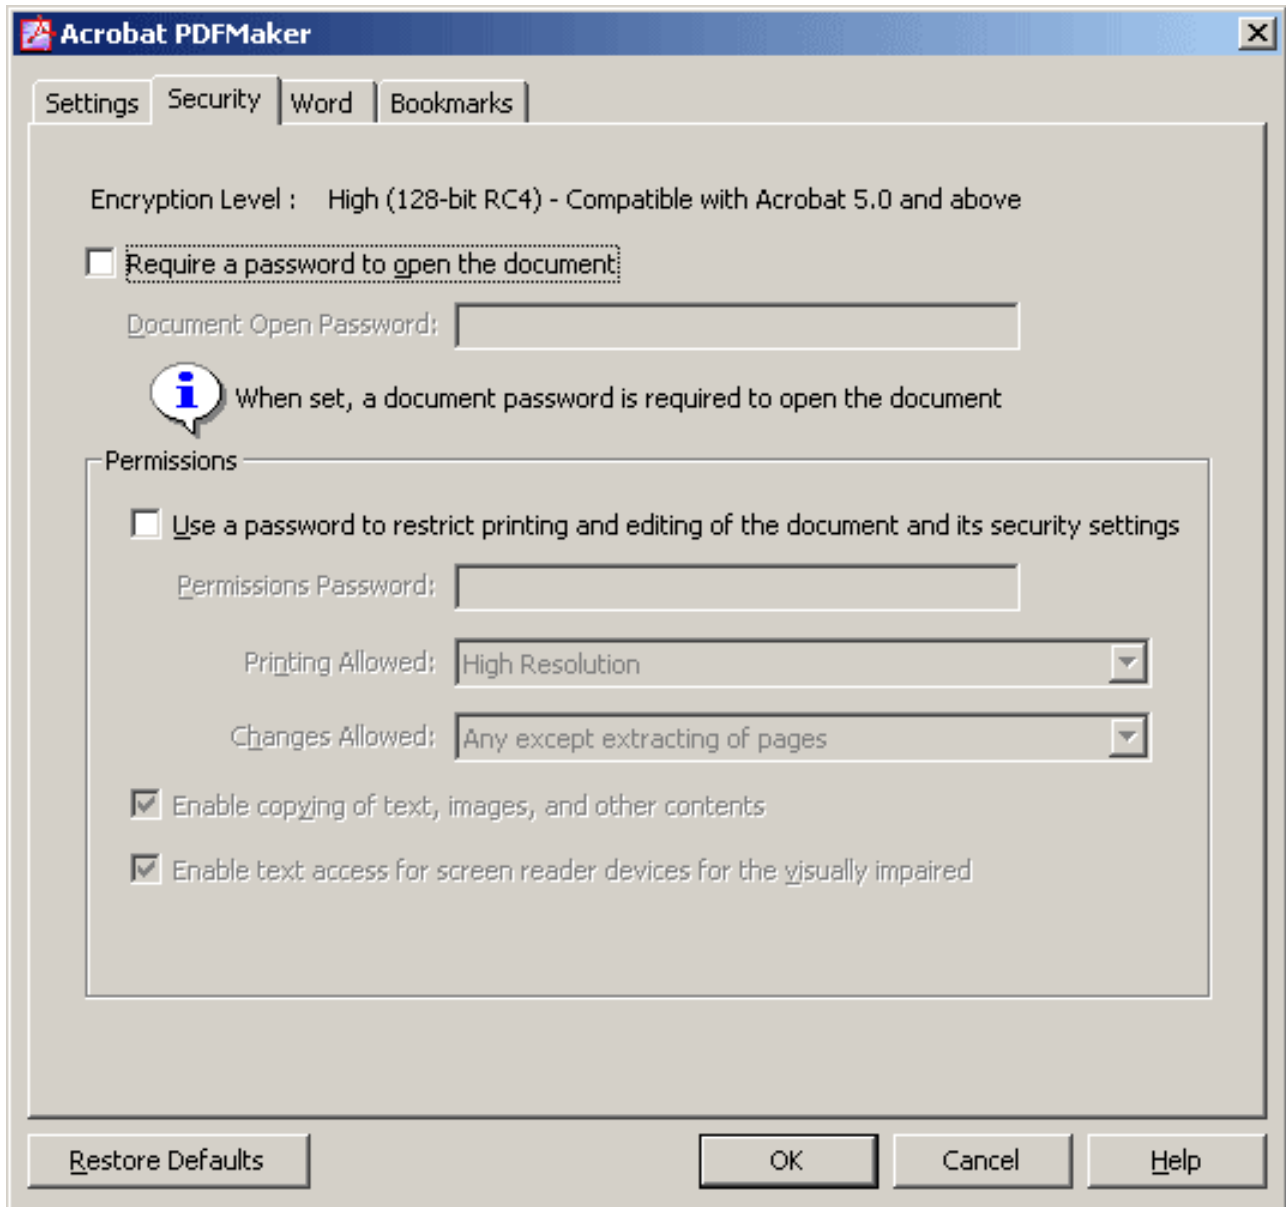 Acrobat PDFMaker
Settings Security Word Bookmarks
Encryption Level : High (128-bit RC4) - Compatible with Acrobat 5.0 and above
Require a password to open the document
Document Open Password:
When set, a document password is required to open the document
Permissions
Use a password to restrict printing and editing of the document and its security settings
Permissions Password:
Printing Allowed: High Resolution
Changes Allowed: Any except extracting of pages
Enable copying of text, images, and other contents
Enable text access for screen reader devices for the visually impaired
Restore Defaults OK Cancel Help